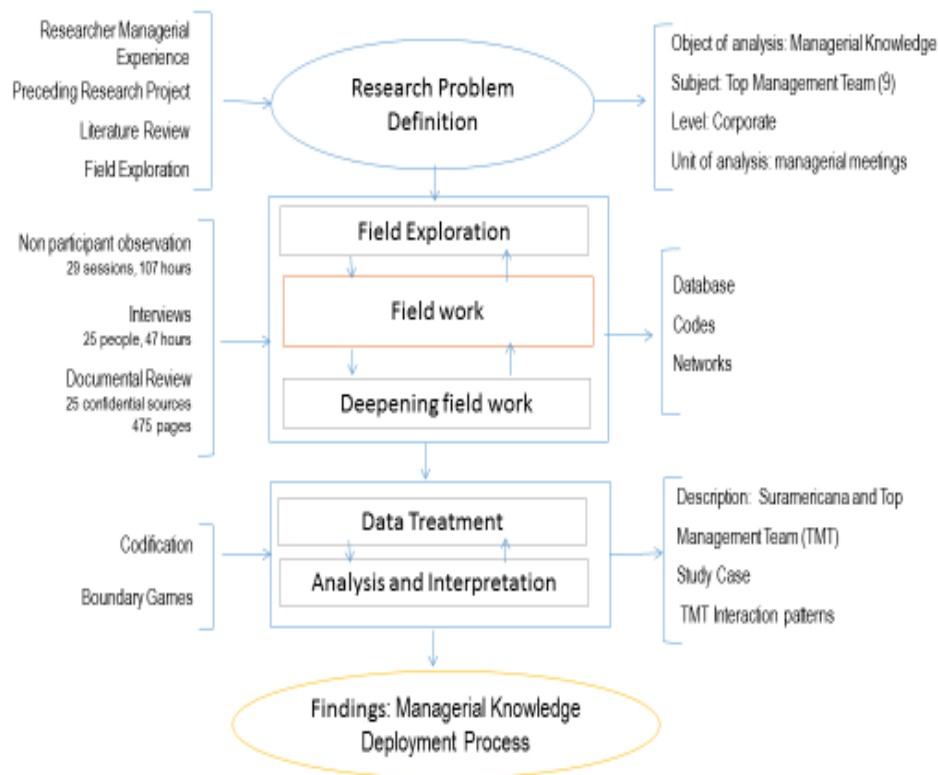 Researcher Managerial
Experience
Preceding Research Project
Literature Review
Field Exploration
Research Problem
Definition
Object of analysis: Managerial Knowledge
Subject: Top Management Team (9)
Level: Corporate
Unit of analysis: managerial meetings
Non participant observation
29 sessions, 107 hours
Interviews
25 people, 47 hours
Documental Review
25 confidential sources
475 pages
Field Exploration
Field work
Deepening field work
Database
Codes
Networks
Codification
Boundary Games
Data Treatment
Analysis and Interpretation
Description: Suramericana and Top
Management Team (TMT)
Study Case
TMT Interaction patterns
Findings: Managerial Knowledge
Deployment Process